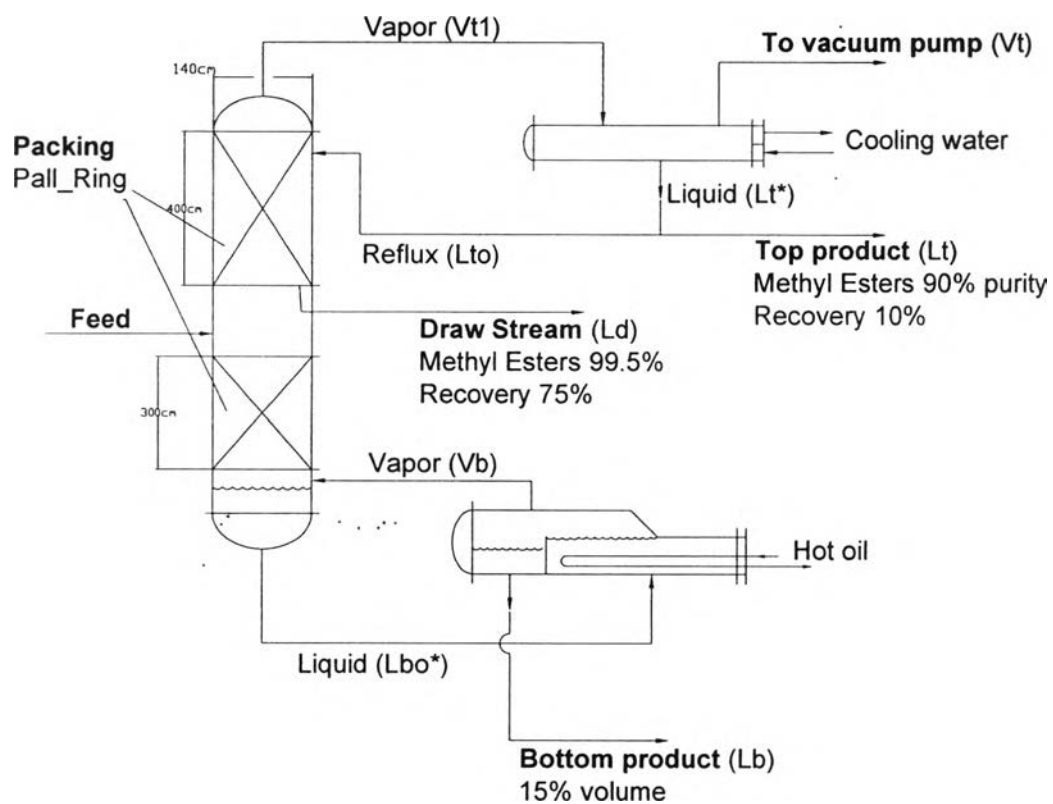 Vapor (Vt1)
To vacuum pump (Vt)
140cm
Packing
Pall_Ring
Cooling water
Liquid (Lt*)
400cm
Reflux (Lto)
Top product (Lt)
Methyl Esters 90% purity
Recovery 10%
Feed
Draw Stream (Ld)
Methyl Esters 99.5%
Recovery 75%
300cm
Vapor (Vb)
Hot oil
Liquid (Lbo*)
Bottom product (Lb)
15% volume